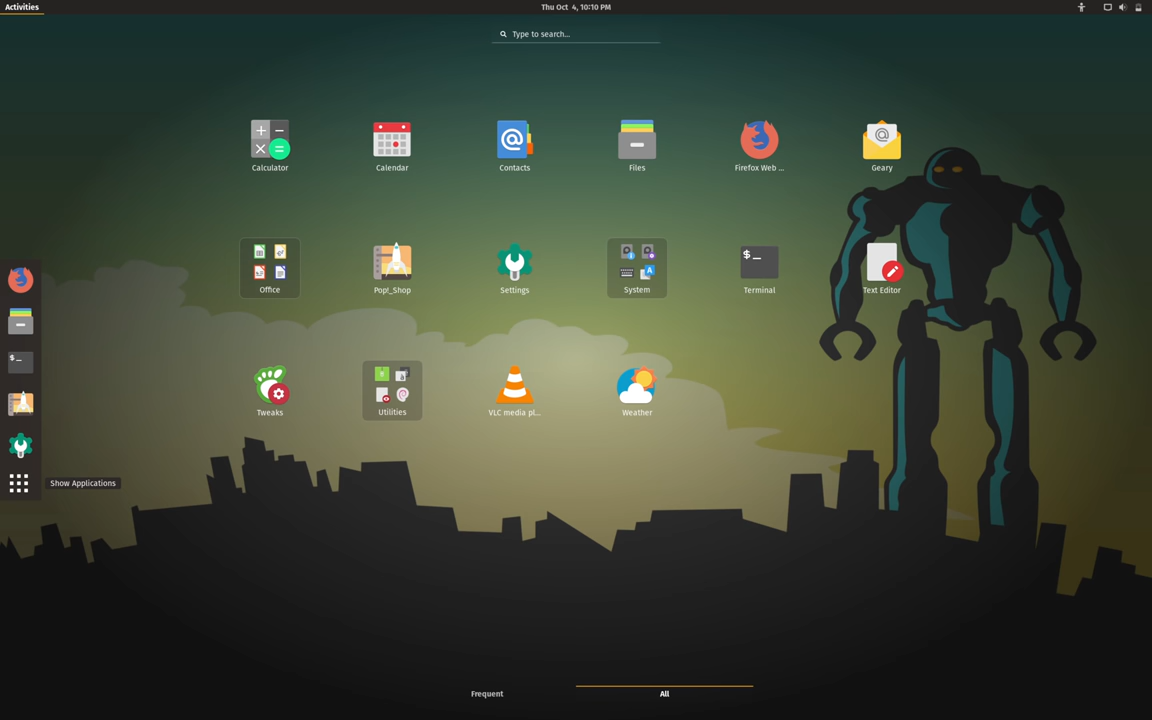 Activities
Thu Oct 4, 10:10 PM
Type to search...
Calculator
Calendar
Contacts
Files
Firefox Web ...
Geary
Office
Pop!_Shop
Settings
System
$_
Terminal
Text Editor
$_
Tweaks
Utilities
VLC media pl...
Weather
Show Applications
Frequent
All